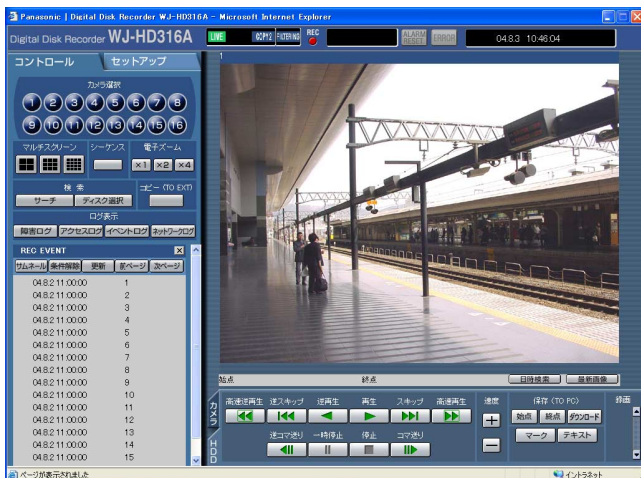 Panasonic | Digital Disk Recorder WJ-HD316A - Microsoft Internet Explorer
Digital Disk Recorder WJ-HD316A
LIVE COPY2 FILTERING REC ALARM RESET ERROR 04.8.3 10:46:04
コントロール セットアップ
1
カメラ選択
1 2 3 4 5 6 7 8
9 10 11 12 13 14 15 16
マルチスクリーン シーケンス 電子ズーム
×1 ×2 ×4
検索 コピー (TO EXT)
サーチ ディスク選択
ログ表示
障害ログ アクセスログ イベントログ ネットワークログ
REC EVENT X
サムネール 条件解除 更新 前ページ 次ページ
04.8.2 11:00:00 1
04.8.2 11:00:00 2
04.8.2 11:00:00 3
04.8.2 11:00:00 4
04.8.2 11:00:00 5
04.8.2 11:00:00 6
04.8.2 11:00:00 7
04.8.2 11:00:00 8
04.8.2 11:00:00 9
04.8.2 11:00:00 10
04.8.2 11:00:00 11
04.8.2 11:00:00 12
04.8.2 11:00:00 13
04.8.2 11:00:00 14
04.8.2 11:00:00 15
始点 終点 日時検索 最新画像
カメラ
HDD
高速逆再生 逆スキップ 逆再生 再生 スキップ 高速再生 速度 保存 (TO PC) 録画
始点 終点 ダウンロード
逆コマ送り 一時停止 停止 コマ送り
マーク テキスト
ページが表示されました イントラネット